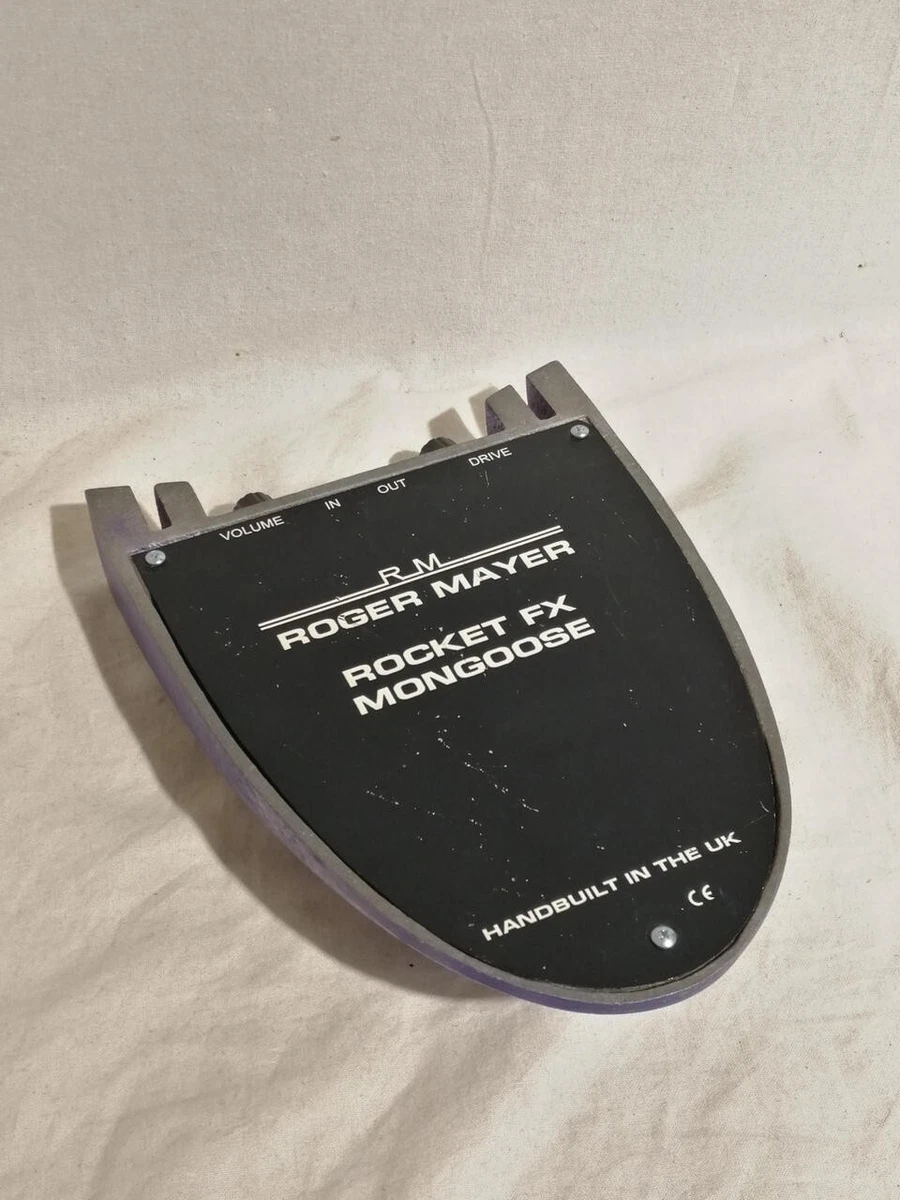 VOLUME IN OUT DRIVE
RM
ROGER MAYER
ROCKET FX
MONGOOSE
HANDBUILT IN THE UK
CE